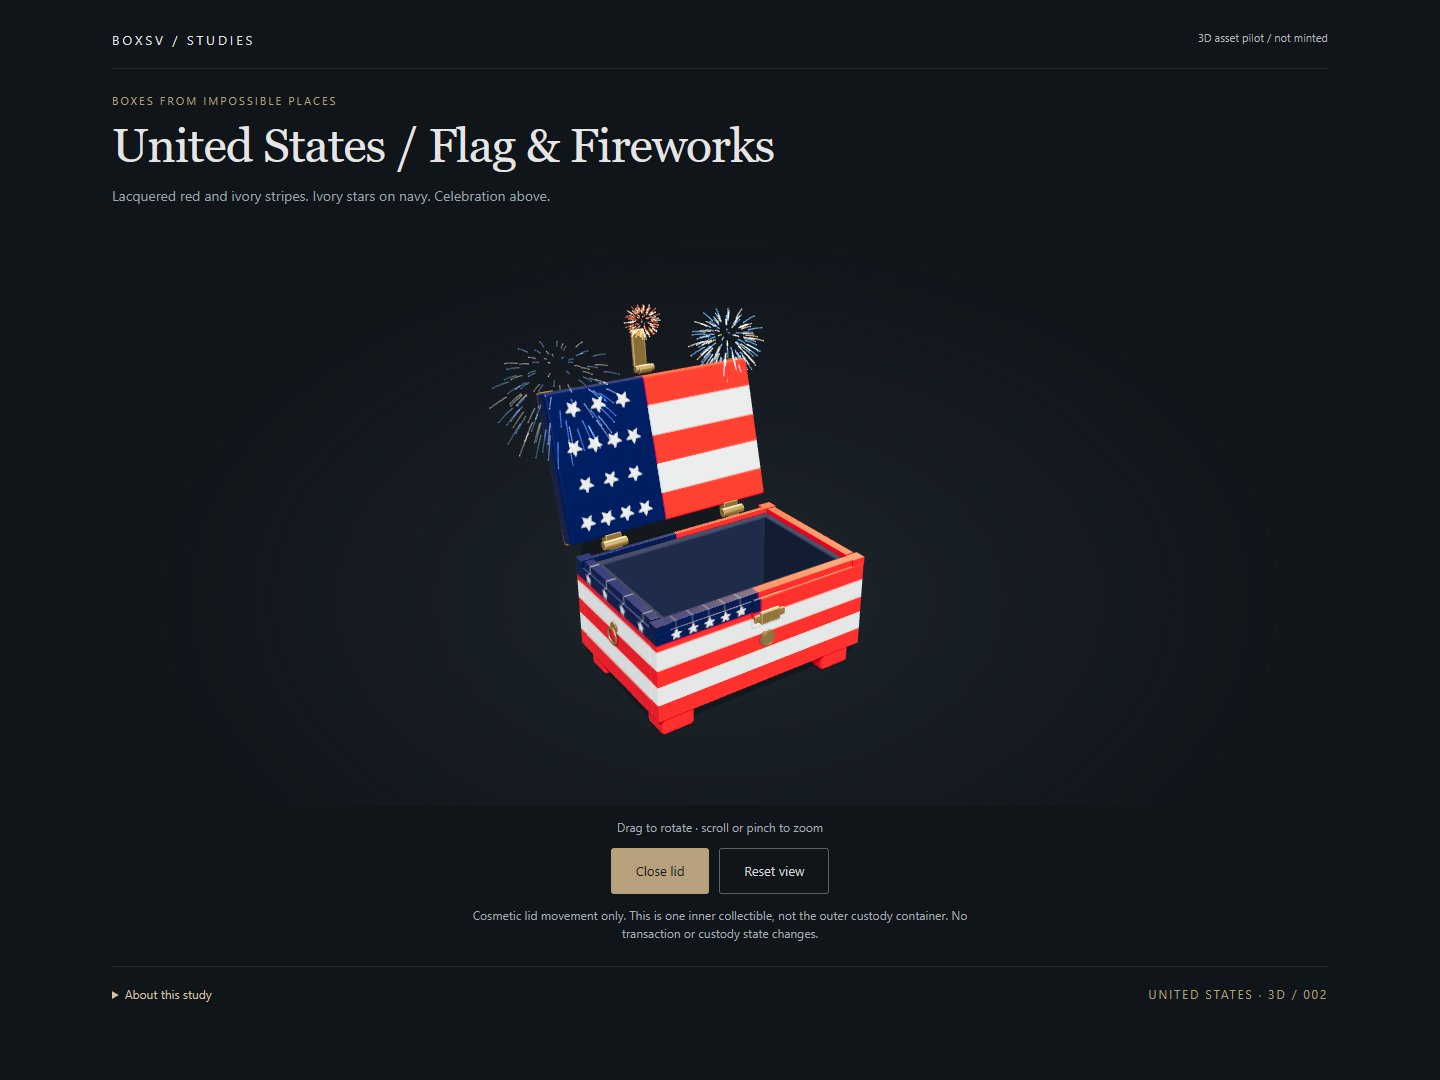 BOXSV / STUDIES
3D asset pilot / not minted
BOXES FROM IMPOSSIBLE PLACES
United States / Flag & Fireworks
Lacquered red and ivory stripes. Ivory stars on navy. Celebration above.
Drag to rotate · scroll or pinch to zoom
Close lid
Reset view
Cosmetic lid movement only. This is one inner collectible, not the outer custody container. No
transaction or custody state changes.
About this study
UNITED STATES · 3D / 002